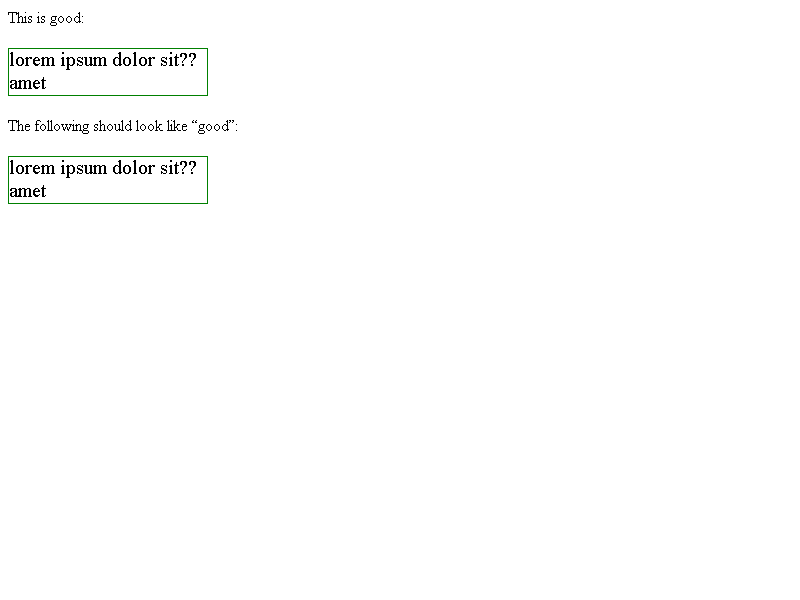 This is good:
lorem ipsum dolor sit??
amet
The following should look like “good”:
lorem ipsum dolor sit??
amet